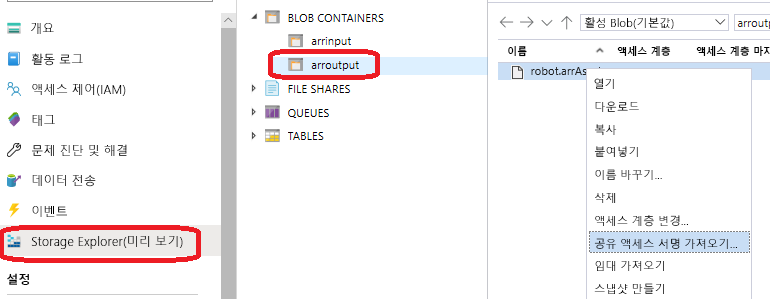 개요
활동 로그
액세스 제어(IAM)
태그
문제 진단 및 해결
데이터 전송
이벤트
Storage Explorer(미리 보기)
설정
BLOB CONTAINERS
arrinput
arroutput
FILE SHARES
QUEUES
TABLES
활성 Blob(기본값)
이름
액세스 계층
액세스 계층 마지
robot.arrAs
열기
다운로드
복사
붙여넣기
이름 바꾸기...
삭제
액세스 계층 변경...
공유 액세스 서명 가져오기...
임대 가져오기
스냅샷 만들기